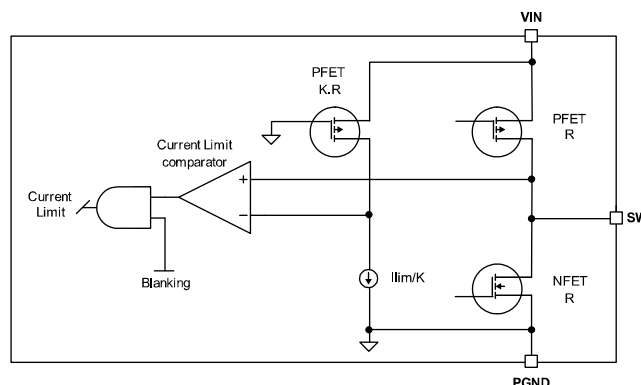 VIN
PFET
K.R
PFET
R
Current Limit
comparator
+
Current
Limit
−
SW
Blanking
Ilim/K
NFET
R
PGND